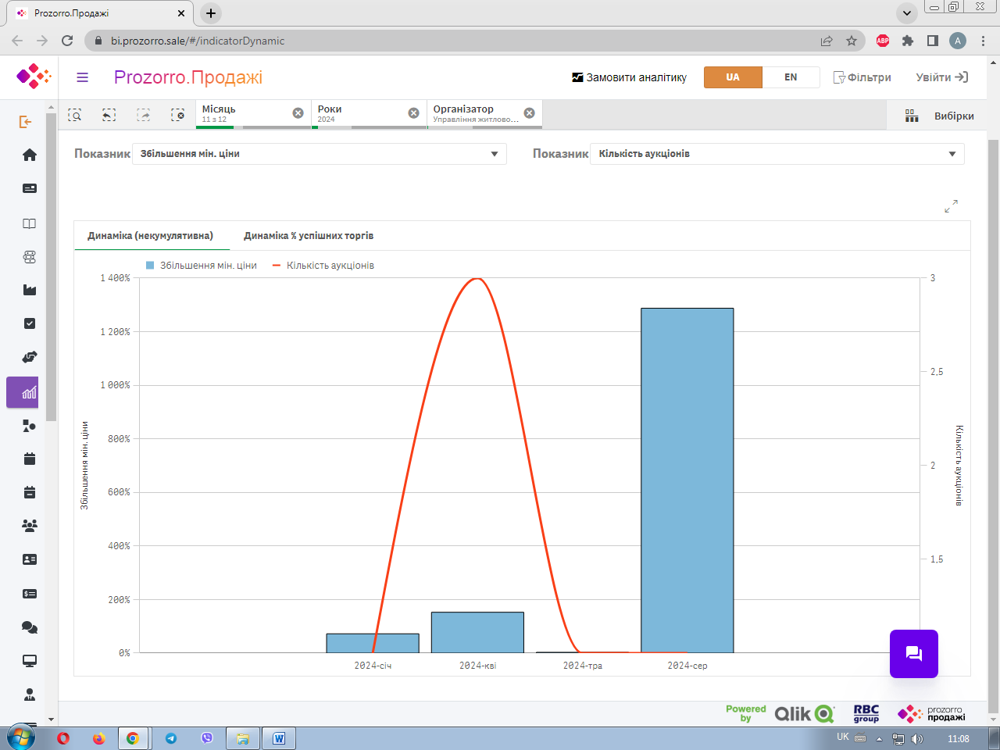 Prozorro.Продажі
bi.prozorro.sale/#/indicatorDynamic
ABP
A
Prozorro.Продажі
Замовити аналітику
UA
EN
Фільтри
Увійти
Місяць
11 з 12
Роки
2024
Організатор
Управління житлово...
Вибірки
Показник
Збільшення мін. ціни
Показник
Кількість аукціонів
Динаміка (некумулятивна)
Динаміка % успішних торгів
Збільшення мін. ціни
Кількість аукціонів
1 400%
1 200%
1 000%
800%
600%
400%
200%
0%
Збільшення мін. ціни
3
2,5
2
1,5
Кількість аукціонів
2024-січ
2024-кві
2024-тра
2024-сер
Powered
by
Qlik
RBC
group
prozorro
продажі
W
UK
11:08